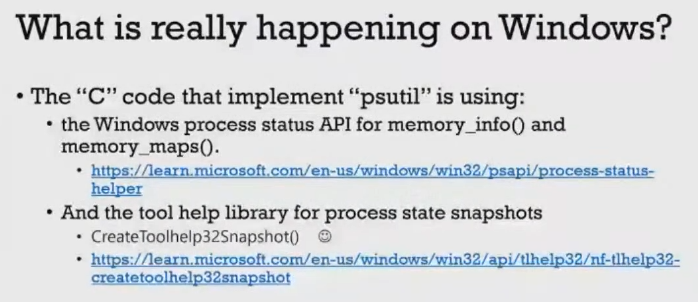 What is really happening on Windows?
• The “C” code that implement “psutil” is using:
• the Windows process status API for memory_info() and
memory_maps().
• https://learn.microsoft.com/en-us/windows/win32/psapi/process-status-
helper
• And the tool help library for process state snapshots
• CreateToolhelp32Snapshot() ☺
• https://learn.microsoft.com/en-us/windows/win32/api/tlhelp32/nf-tlhelp32-
createtoolhelp32snapshot